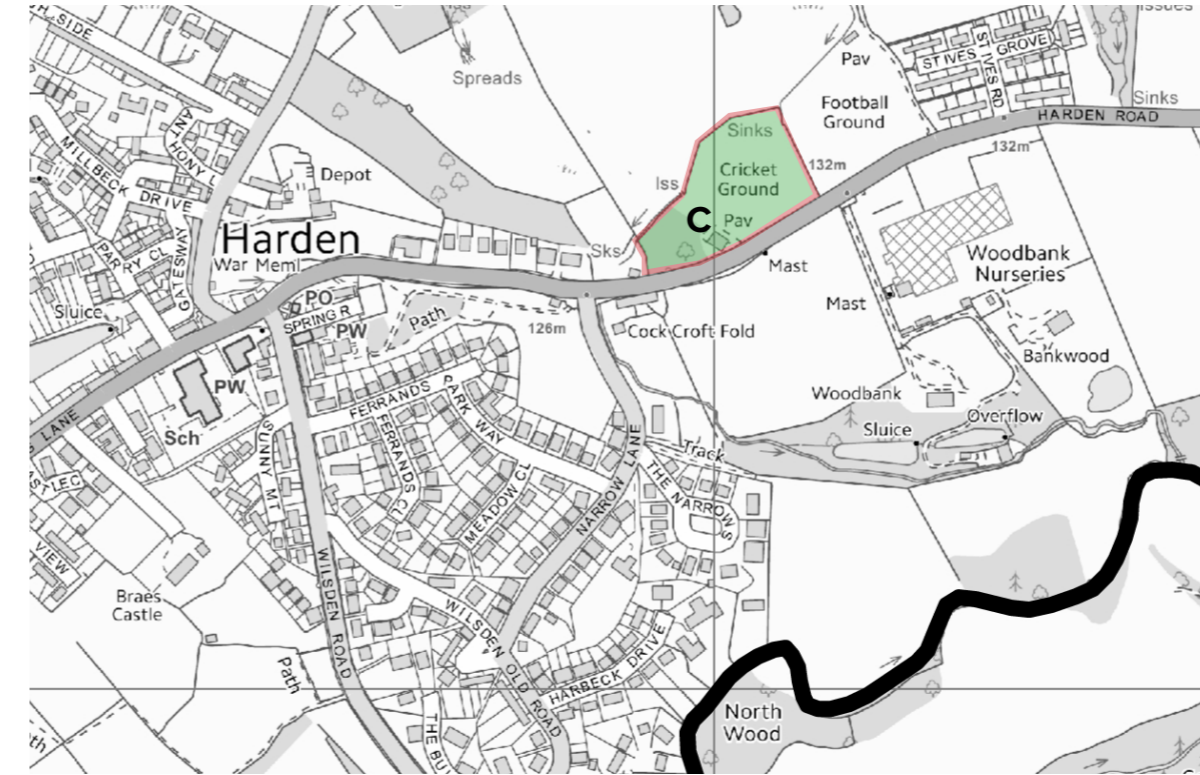 SIDE
Iss
Spreads
Pav
ST IVES
GROVE
ST IVES RD
Issues
Sinks
HARDEN ROAD
132m
Football
Ground
132m
Sinks
Cricket
Ground
C
Pav
Iss
Sks
Mast
ANTHONY
MILLBECK
DRIVE
PARRY CL
GATESWAY
Depot
Harden
War Meml
Sluice
PO
SPRING R
PW
Path
126m
Cock Croft Fold
Woodbank
Nurseries
Mast
Bankwood
Woodbank
Overflow
Sluice
PW
Sch
LANE
FERRANDS
PARK WAY
FERRANDS CL
MEADOW CL
SUNNY MT
NARROW LANE
Track
THE NARROWS
VIEW
Braes
Castle
WILSDEN ROAD
WILSDEN OLD ROAD
HARBECK DRIVE
Path
North
Wood